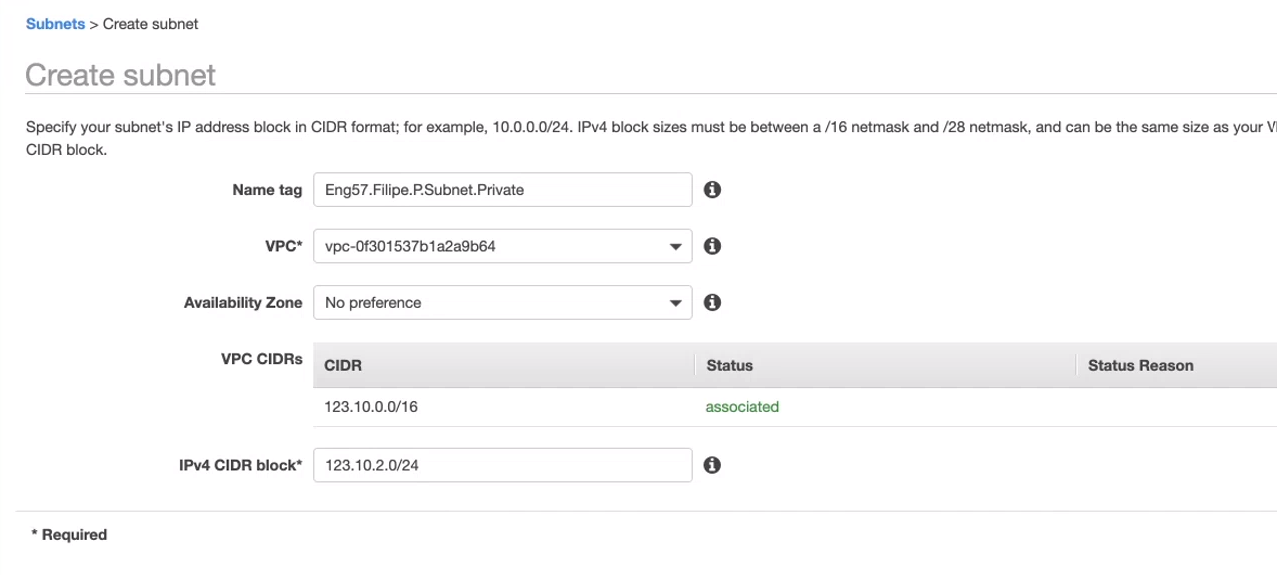 Subnets > Create subnet
Create subnet
Specify your subnet's IP address block in CIDR format; for example, 10.0.0.0/24. IPv4 block sizes must be between a /16 netmask and /28 netmask, and can be the same size as your
CIDR block.
Name tag Eng57.Filipe.P.Subnet.Private
VPC* vpc-0f301537b1a2a9b64
Availability Zone No preference
VPC CIDRs CIDR Status Status Reason
123.10.0.0/16 associated
IPv4 CIDR block* 123.10.2.0/24
* Required